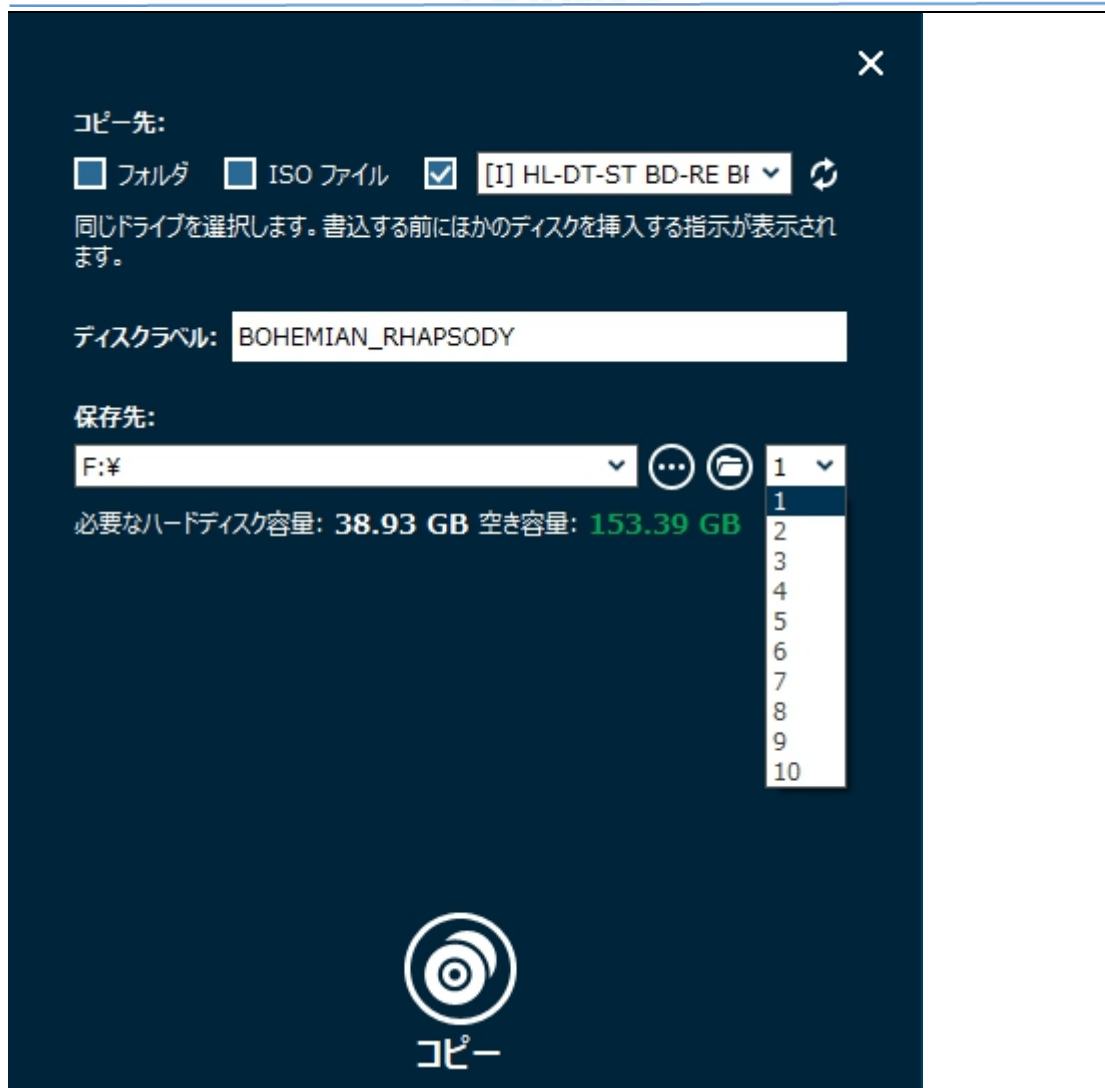 コピー先:
フォルダ ISO ファイル [I] HL-DT-ST BD-RE
同じドライブを選択します。書込する前にほかのディスクを挿入する指示が表示され
ます。
ディスクラベル: BOHEMIAN_RHAPSODY
保存先:
F:¥ 1
必要なハードディスク容量: 38.93 GB 空き容量: 153.39 GB
1
2
3
4
5
6
7
8
9
10
コピー